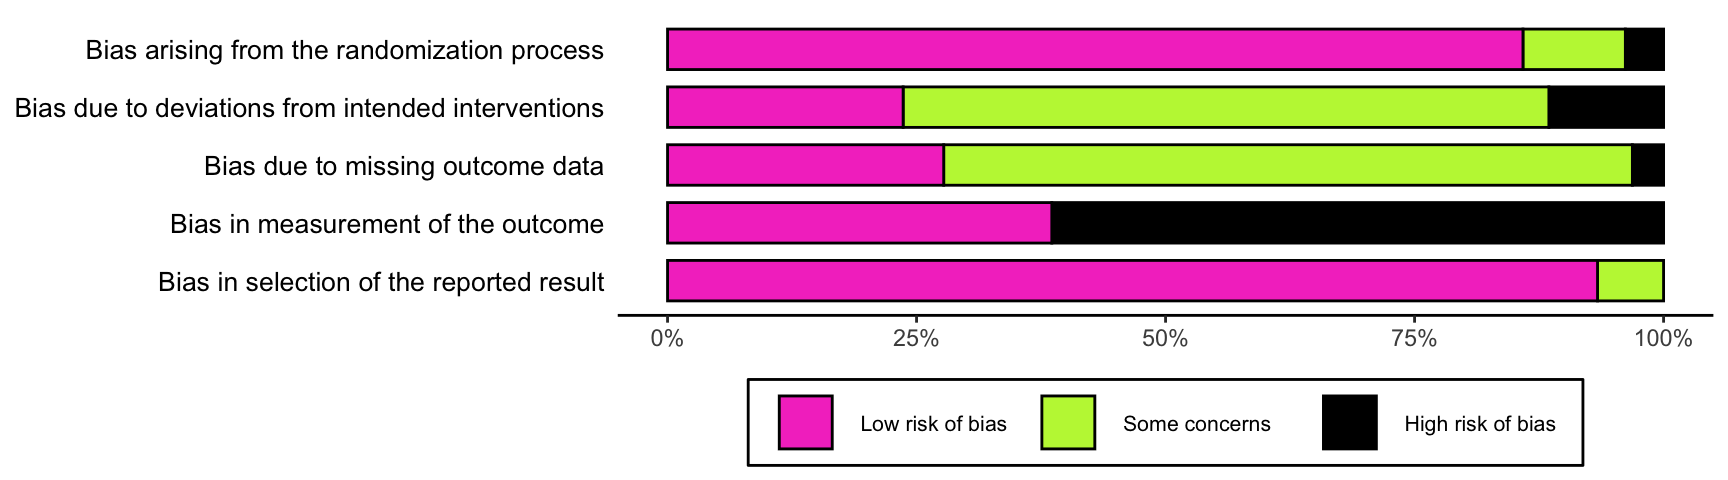 Bias arising from the randomization process
Bias due to deviations from intended interventions
Bias due to missing outcome data
Bias in measurement of the outcome
Bias in selection of the reported result
0% 25% 50% 75% 100%
Low risk of bias Some concerns High risk of bias